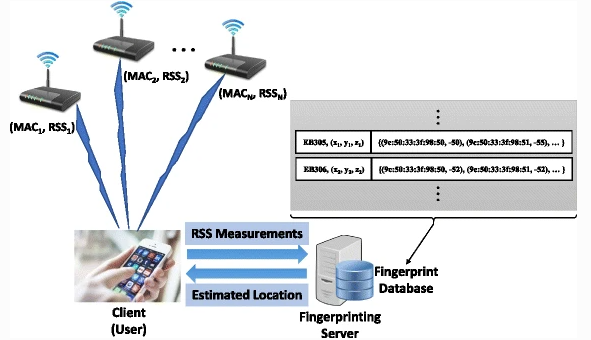 (MAC1, RSS1)
(MAC2, RSS2)
(MACN, RSSN)
EB305, (x1, y1, z1) {(9c:50:33:3f:98:50, -50), (9c:50:33:3f:98:51, -55), … }
EB306, (x2, y2, z2) {(9c:50:33:3f:98:50, -52), (9c:50:33:3f:98:51, -52), … }
RSS Measurements
Estimated Location
Client
(User)
Fingerprinting
Server
Fingerprint
Database